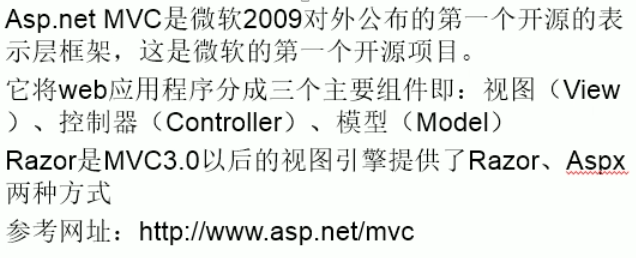 Asp.net MVC是微软2009对外公布的第一个开源的表
示层框架，这是微软的第一个开源项目。
它将web应用程序分成三个主要组件即：视图（View
）、控制器（Controller）、模型（Model）
Razor是MVC3.0以后的视图引擎提供了Razor、Aspx
两种方式
参考网址：http://www.asp.net/mvc